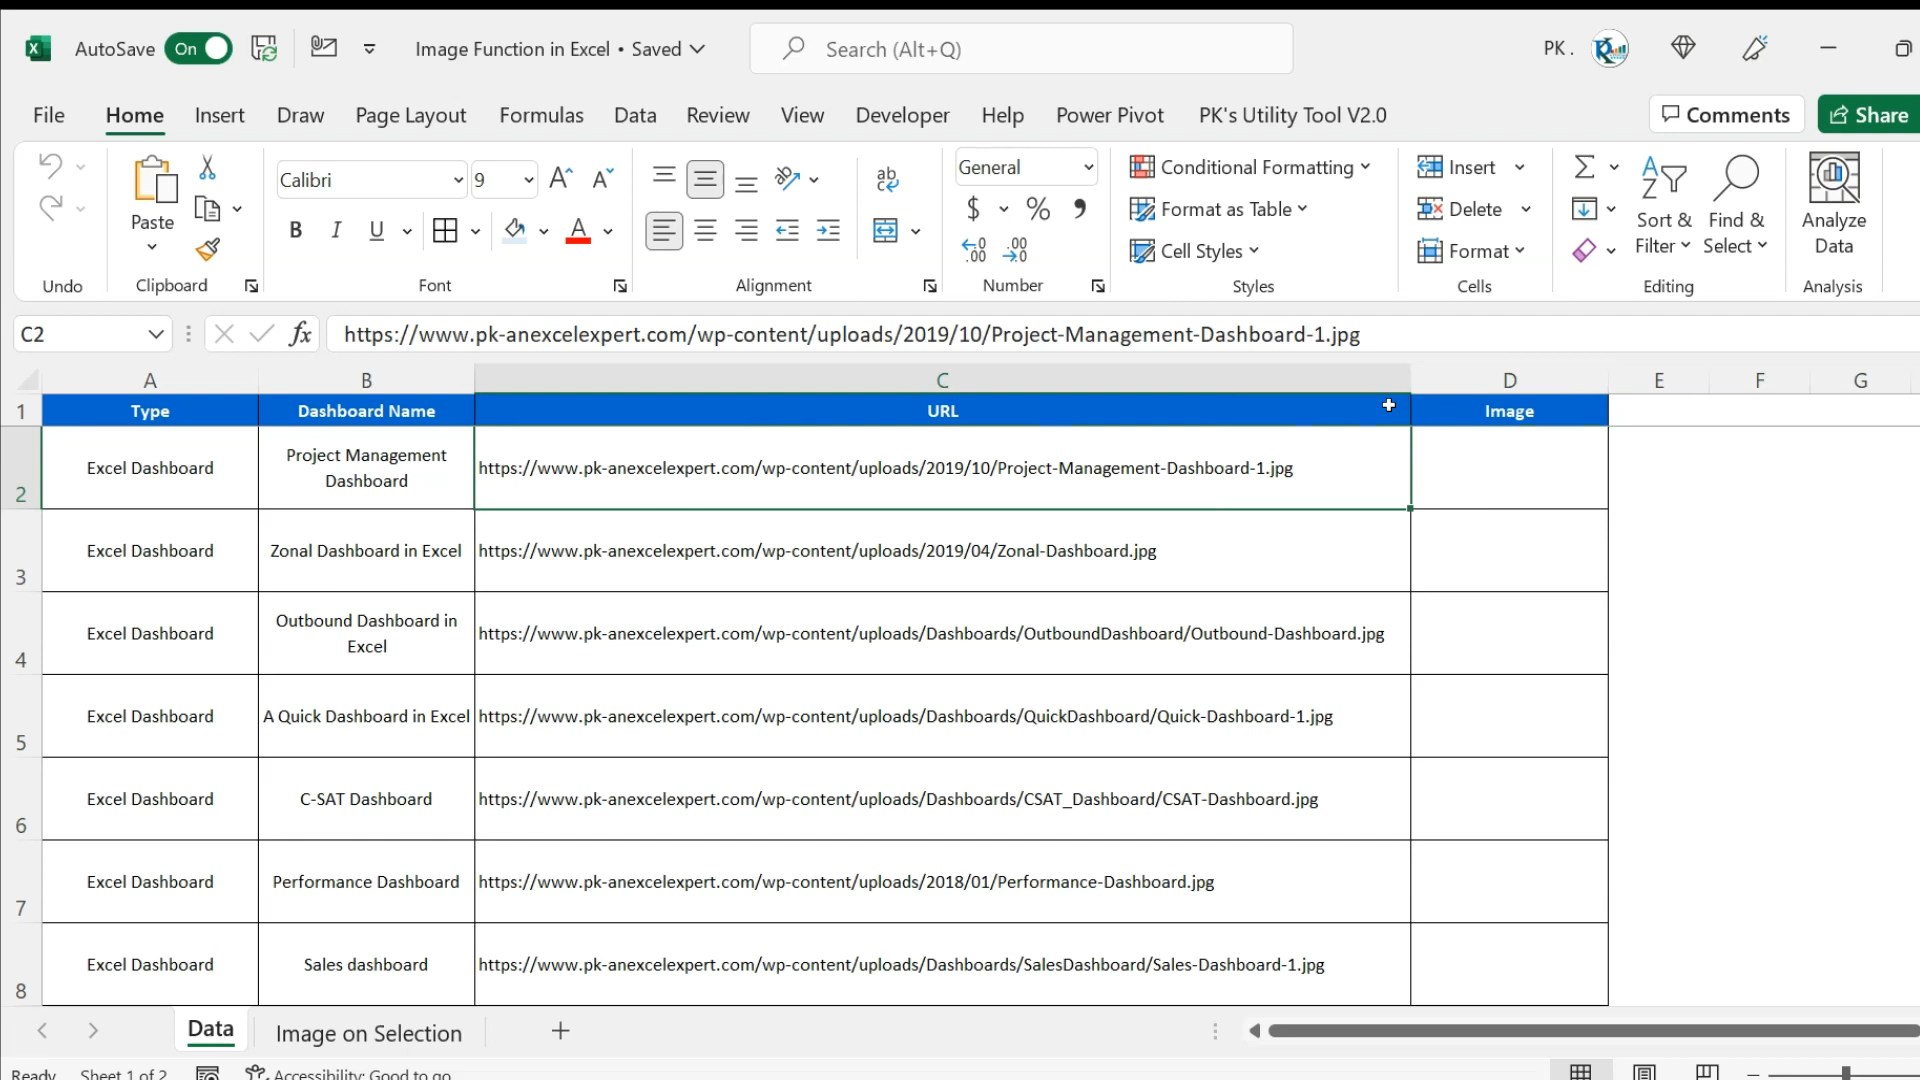 AutoSave On Image Function in Excel • Saved Search (Alt+Q) PK .
File Home Insert Draw Page Layout Formulas Data Review View Developer Help Power Pivot PK's Utility Tool V2.0 Comments Share
Calibri 9 General Conditional Formatting Insert
Paste B I U $ % Format as Table Delete Sort & Filter Find & Select Analyze Data
Cell Styles Format
Undo Clipboard Font Alignment Number Styles Cells Editing Analysis
C2 fx https://www.pk-anexcelexpert.com/wp-content/uploads/2019/10/Project-Management-Dashboard-1.jpg
A B C D E F G
1 Type Dashboard Name URL Image
2 Excel Dashboard Project Management Dashboard https://www.pk-anexcelexpert.com/wp-content/uploads/2019/10/Project-Management-Dashboard-1.jpg
3 Excel Dashboard Zonal Dashboard in Excel https://www.pk-anexcelexpert.com/wp-content/uploads/2019/04/Zonal-Dashboard.jpg
4 Excel Dashboard Outbound Dashboard in Excel https://www.pk-anexcelexpert.com/wp-content/uploads/Dashboards/OutboundDashboard/Outbound-Dashboard.jpg
5 Excel Dashboard A Quick Dashboard in Excel https://www.pk-anexcelexpert.com/wp-content/uploads/Dashboards/QuickDashboard/Quick-Dashboard-1.jpg
6 Excel Dashboard C-SAT Dashboard https://www.pk-anexcelexpert.com/wp-content/uploads/Dashboards/CSAT_Dashboard/CSAT-Dashboard.jpg
7 Excel Dashboard Performance Dashboard https://www.pk-anexcelexpert.com/wp-content/uploads/2018/01/Performance-Dashboard.jpg
8 Excel Dashboard Sales dashboard https://www.pk-anexcelexpert.com/wp-content/uploads/Dashboards/SalesDashboard/Sales-Dashboard-1.jpg
Data Image on Selection
Ready Sheet 1 of 2 Accessibility: Good to go